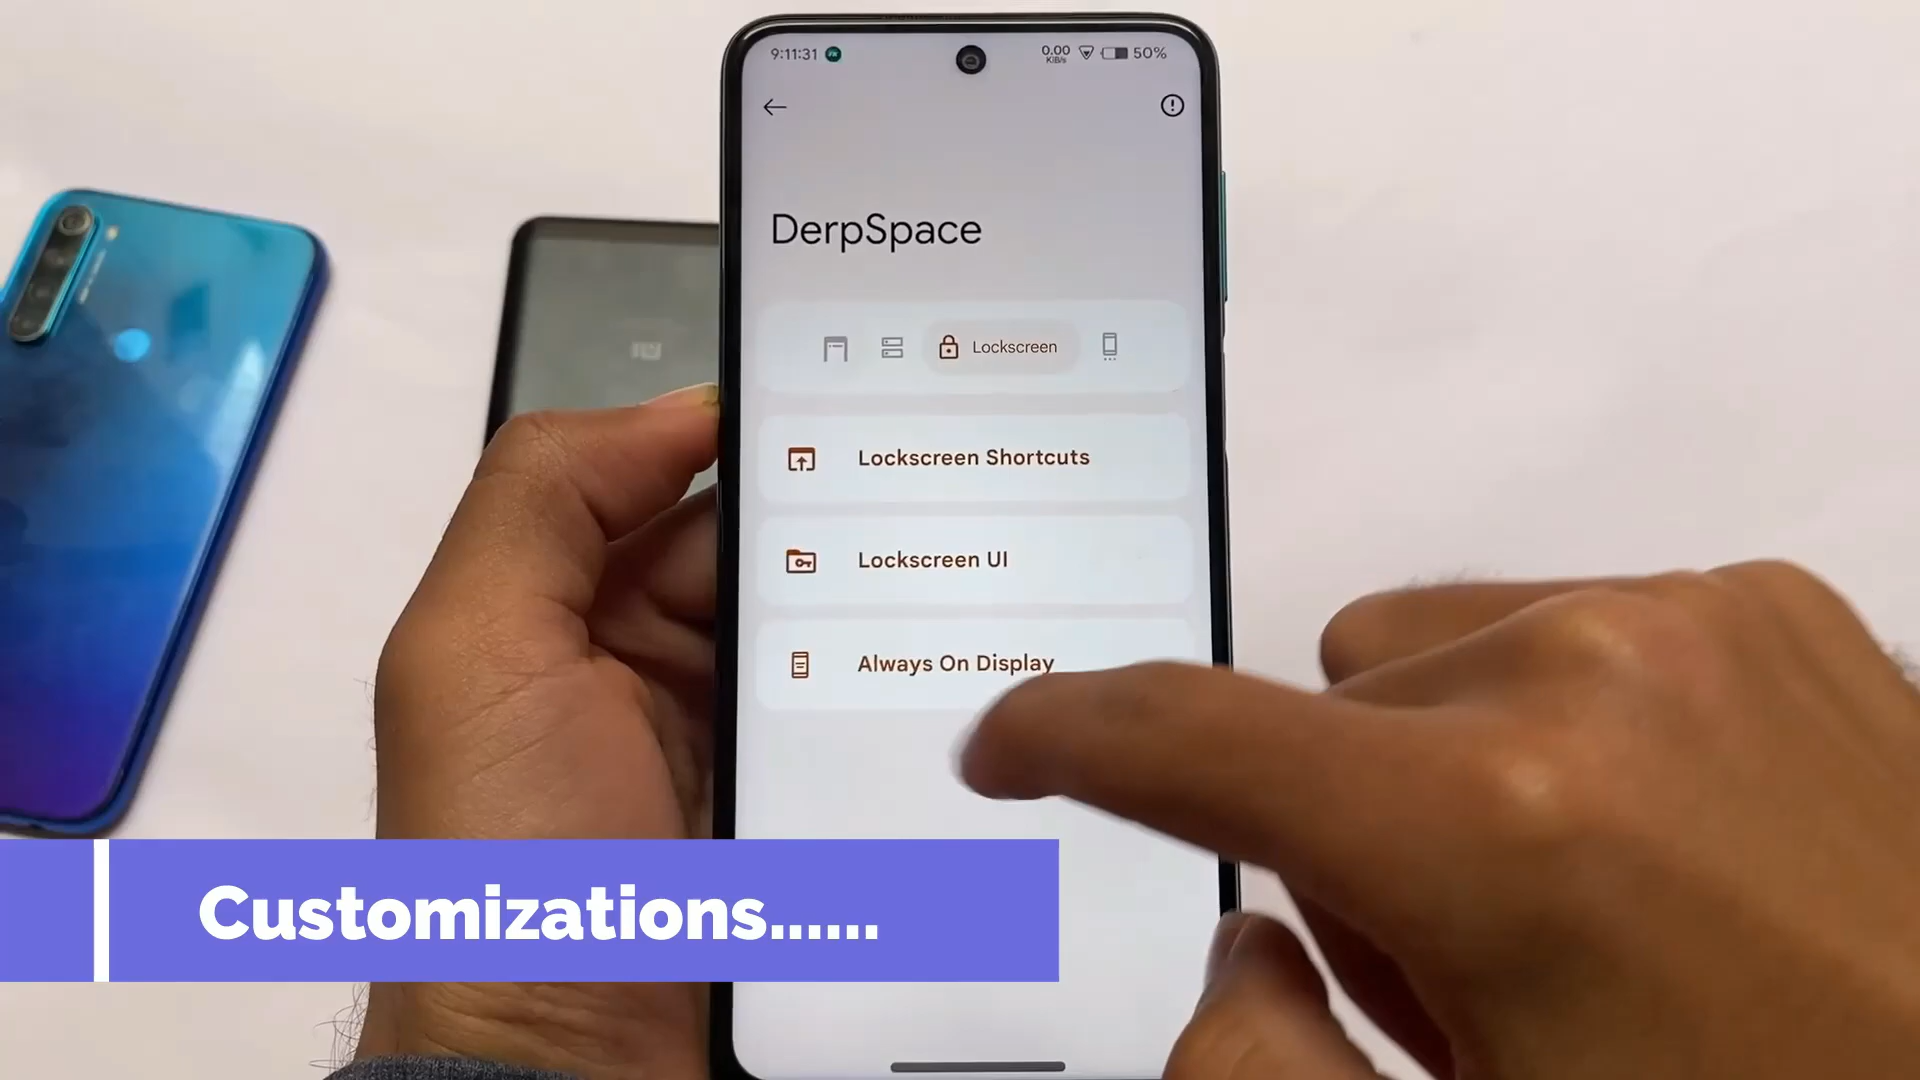 9:11:31
0.00
KiB/s
50%
DerpSpace
Lockscreen
Lockscreen Shortcuts
Lockscreen UI
Always On Display
Customizations......